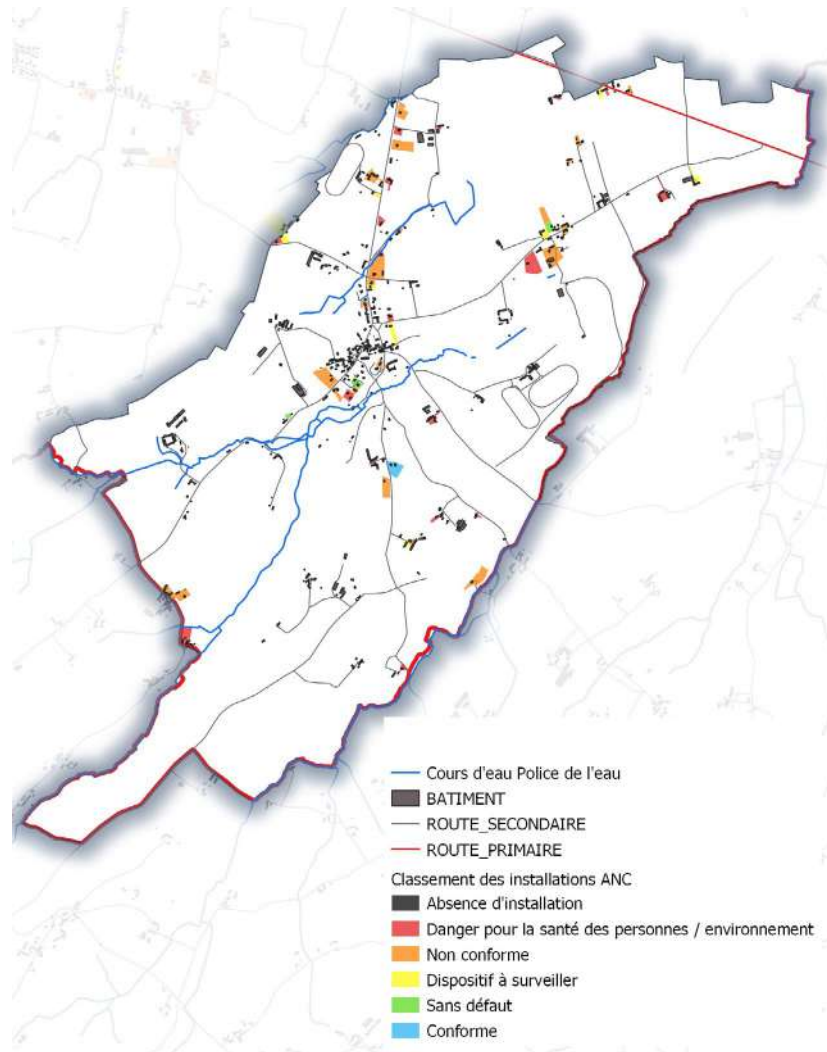 Cours d'eau Police de l'eau
BATIMENT
ROUTE_SECONDAIRE
ROUTE_PRIMAIRE
Classement des installations ANC
Absence d'installation
Danger pour la santé des personnes / environnement
Non conforme
Dispositif à surveiller
Sans défaut
Conforme